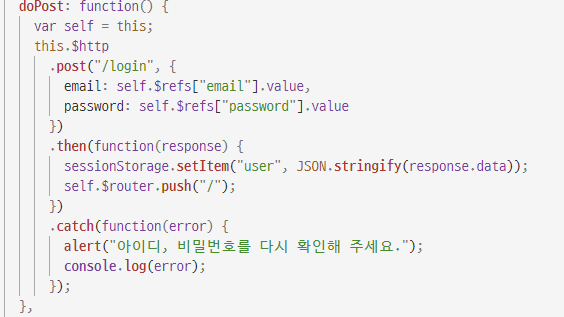 doPost: function() {
var self = this;
this.$http
.post("/login", {
email: self.$refs["email"].value,
password: self.$refs["password"].value
})
.then(function(response) {
sessionStorage.setItem("user", JSON.stringify(response.data));
self.$router.push("/");
})
.catch(function(error) {
alert("아이디, 비밀번호를 다시 확인해 주세요.");
console.log(error);
});
},